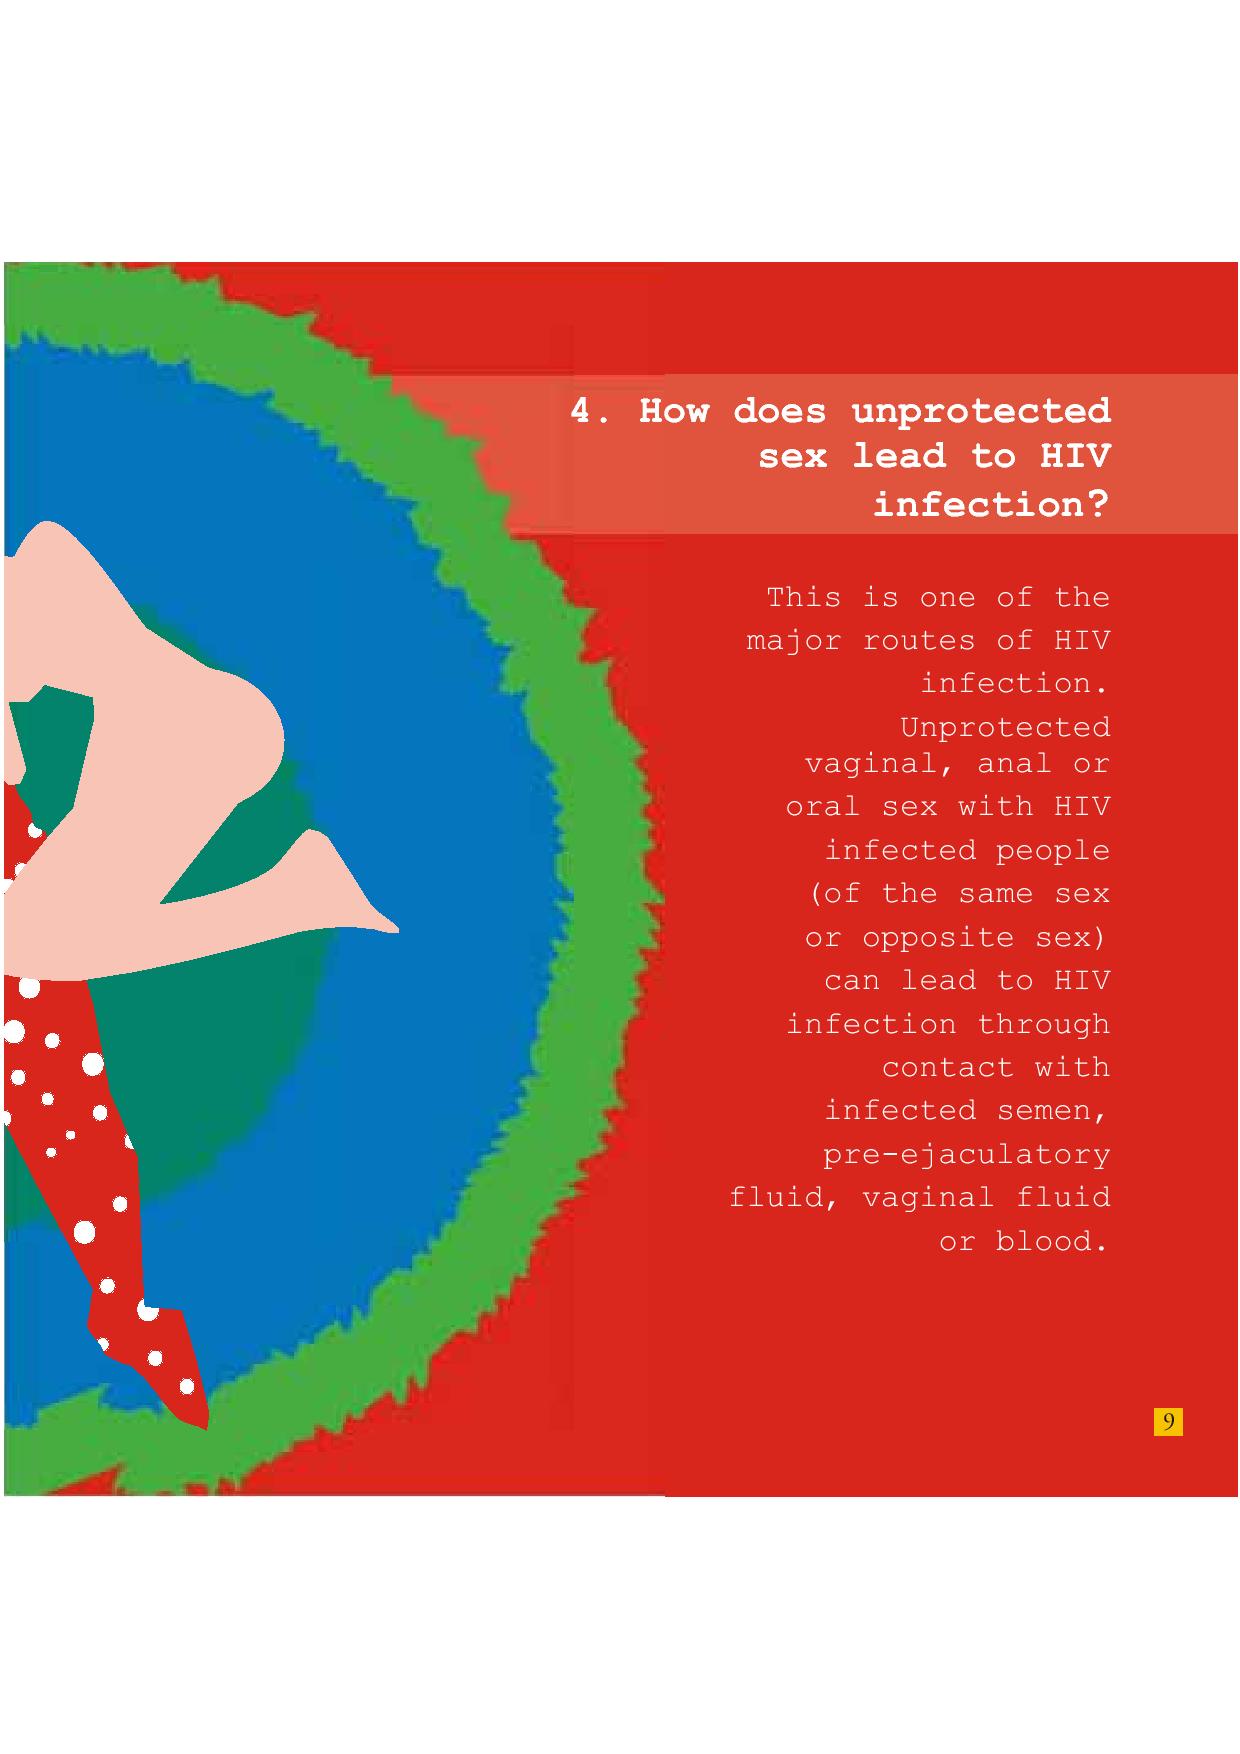 4. How does unprotected
sex lead to HIV
infection?
This is one of the
major routes of HIV
infection.
Unprotected
vaginal, anal or
oral sex with HIV
infected people
(of the same sex
or opposite sex)
can lead to HIV
infection through
contact with
infected semen,
pre-ejaculatory
fluid, vaginal fluid
or blood.
9